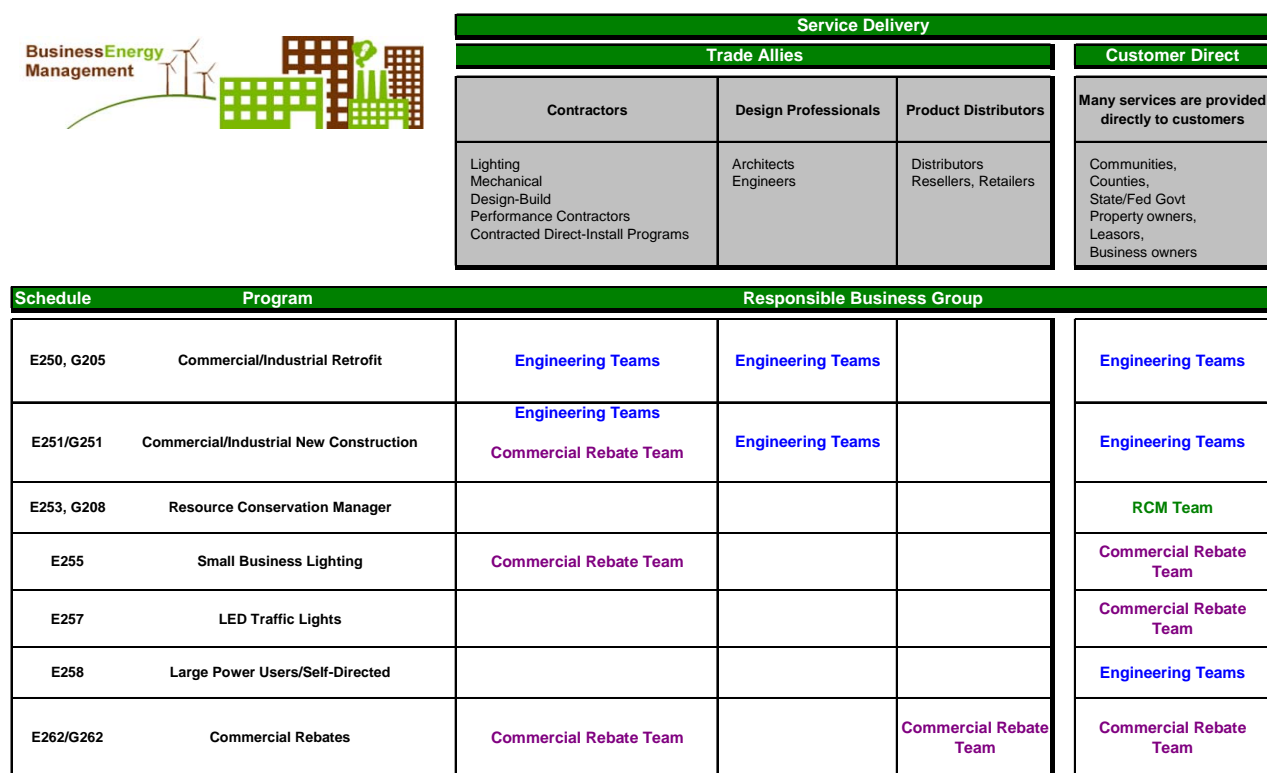 BusinessEnergy
Management
Service Delivery
Trade Allies
Customer Direct
Contractors
Design Professionals
Product Distributors
Many services are provided
directly to customers
Lighting
Mechanical
Design-Build
Performance Contractors
Contracted Direct-Install Programs
Architects
Engineers
Distributors
Resellers, Retailers
Communities,
Counties,
State/Fed Govt
Property owners,
Leasors,
Business owners
Schedule Program Responsible Business Group
E250, G205 Commercial/Industrial Retrofit Engineering Teams Engineering Teams Engineering Teams
E251/G251 Commercial/Industrial New Construction
Engineering Teams
Commercial Rebate Team
Engineering Teams Engineering Teams
E253, G208 Resource Conservation Manager RCM Team
E255 Small Business Lighting Commercial Rebate Team
Commercial Rebate
Team
E257 LED Traffic Lights
Commercial Rebate
Team
E258 Large Power Users/Self-Directed Engineering Teams
E262/G262 Commercial Rebates Commercial Rebate Team
Commercial Rebate
Team
Commercial Rebate
Team